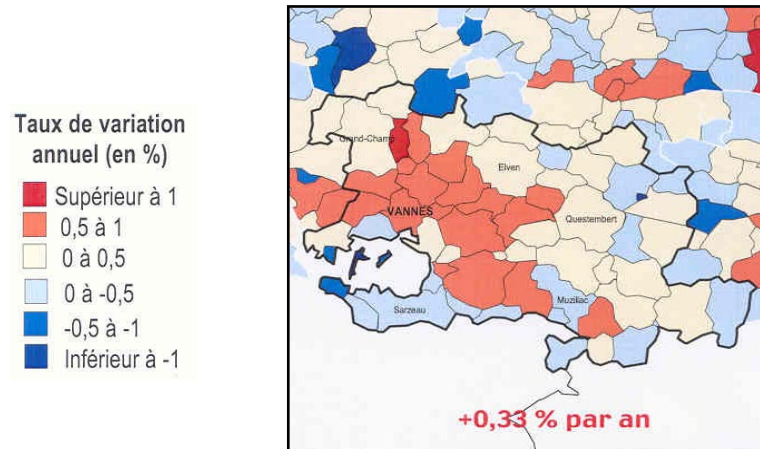 Taux de variation
annuel (en %)
Supérieur à 1
0,5 à 1
0 à 0,5
0 à -0,5
-0,5 à -1
Inférieur à -1
Grand-Champ
Elven
VANNES
Questembert
Sarzeau
Muzillac
+0,33 % par an